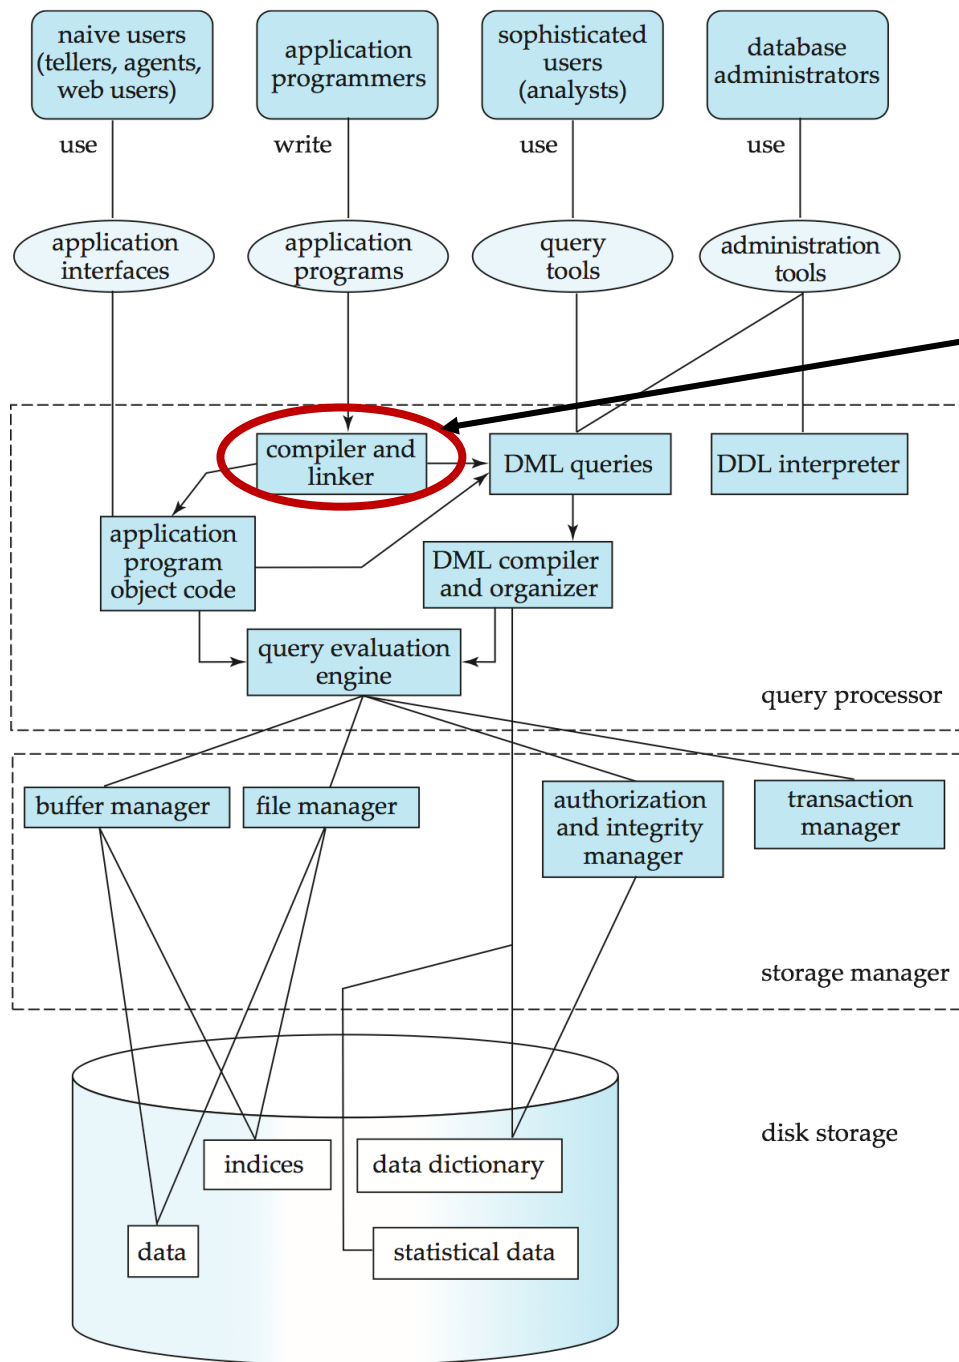 naive users
(tellers, agents,
web users)
application
programmers
sophisticated
users
(analysts)
database
administrators
use
write
use
use
application
interfaces
application
programs
query
tools
administration
tools
compiler and
linker
DML queries
DDL interpreter
application
program
object code
DML compiler
and organizer
query evaluation
engine
query processor
buffer manager
file manager
authorization
and integrity
manager
transaction
manager
storage manager
disk storage
indices
data dictionary
data
statistical data